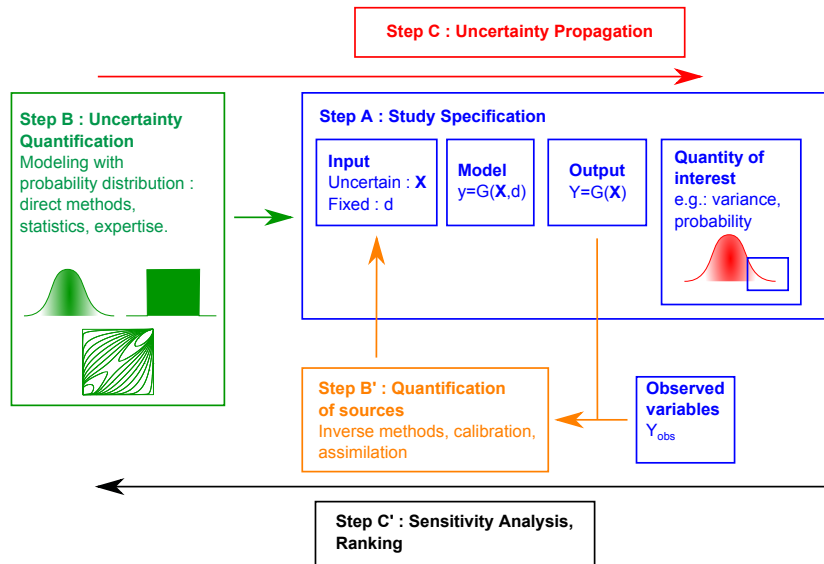 Step C : Uncertainty Propagation
Step B : Uncertainty
Quantification
Modeling with
probability distribution :
direct methods,
statistics, expertise.
Step A : Study Specification
Input
Uncertain : X
Fixed : d
Model
y=G(X,d)
Output
Y=G(X)
Quantity of
interest
e.g.: variance,
probability
Step B' : Quantification
of sources
Inverse methods, calibration,
assimilation
Observed
variables
Yobs
Step C' : Sensitivity Analysis,
Ranking